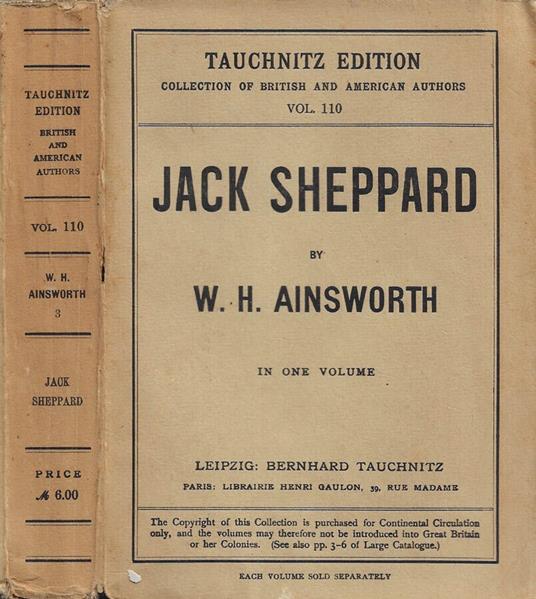 TAUCHNITZ
EDITION
BRITISH
AND
AMERICAN
AUTHORS
VOL. 110
W. H.
AINSWORTH
3
JACK
SHEPPARD
PRICE
ℳ 6.00
TAUCHNITZ EDITION
COLLECTION OF BRITISH AND AMERICAN AUTHORS
VOL. 110
JACK SHEPPARD
BY
W. H. AINSWORTH
IN ONE VOLUME
LEIPZIG: BERNHARD TAUCHNITZ
PARIS: LIBRAIRIE HENRI GAULON, 39, RUE MADAME
The Copyright of this Collection is purchased for Continental Circulation
only, and the volumes may therefore not be introduced into Great Britain
or her Colonies. (See also pp. 3-6 of Large Catalogue.)
EACH VOLUME SOLD SEPARATELY